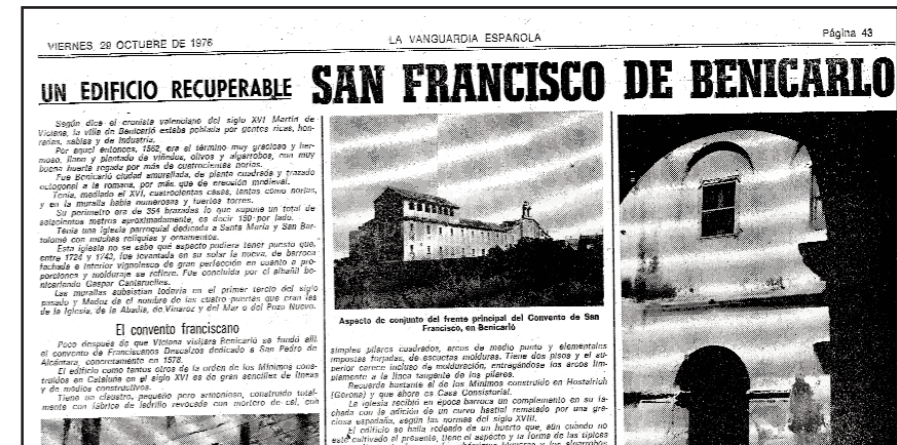 VIERNES, 29 OCTUBRE DE 1976
LA VANGUARDIA ESPAÑOLA
Página 43
UN EDIFICIO RECUPERABLE
SAN FRANCISCO DE BENICARLO
Según dice el cronista valenciano del siglo XVI Martín de
Viciana, la villa de Benicarló estaba poblada por gentes ricas, hon-
radas, sabias y de industria.
Por aquel entonces, 1562, era el término muy gracioso y her-
moso, llano y plantado de viñedos, olivos y algarrobos, con muy
buena huerta regada por más de cuatrocientas norias.
Fue Benicarló ciudad amurallada, de planta cuadrada y trazado
octogonal a la romana, por más que de creación medieval.
Tenía, mediado el XVI, cuatrocientas casas, tantas como norias,
y en la muralla había numerosas y fuertes torres.
Su perímetro era de 354 brazadas lo que supone un total de
seiscientos metros aproximadamente, es decir 150 por lado.
Tenía una iglesia parroquial dedicada a Santa María y San Bar-
tolomé con muchas reliquias y ornamentos.
Esta iglesia no se sabe qué aspecto pudiera tener puesto que,
entre 1724 y 1743, fue levantada en su solar la nueva, de barroca
fachada e interior vignolesco de gran perfección en cuanto a pro-
porciones y molduraje se refiere. Fue concluida por el albañil be-
nicarlando Gaspar Cantaruelles.
Las murallas subsistían todavía en el primer tercio del siglo
pasado y Madoz da el nombre de las cuatro puertas que eran las
de la Iglesia, de la Abadía, de Vinaroz y del Mar o del Pozo Nuevo.
El convento franciscano
Poco después de que Viciana visitara Benicarló se fundó allí
el convento de Franciscanos Descalzos dedicado a San Pedro de
Alcántara, concretamente en 1578.
El edificio como tantos otros de la orden de los Mínimos cons-
truidos en Cataluña en el siglo XVI es de gran sencillez de líneas
y de medios constructivos.
Tiene un claustro, pequeño pero armonioso, construido total-
mente con fábrica de ladrillo revocada con mortero de cal, con
Aspecto de conjunto del frente principal del Convento de San
Francisco, en Benicarló
simples pilares cuadrados, arcos de medio punto y elementales
impostas forjadas, de escuetas molduras. Tiene dos pisos y el su-
perior carece incluso de molduración, entregándose los arcos lim-
piamente a la línea tangente de los pilares.
Recuerda bastante el de los Mínimos construido en Hostalrich
(Gerona) y que ahora es Casa Consistorial.
La iglesia recibió en época barroca un complemento en su fa-
chada con la adición de un curvo hastial rematado por una gra-
ciosa espadaña, según las normas del siglo XVIII.
El edificio se halla rodeado de un huerto que, aún cuando no
esté cultivado al presente, tiene el aspecto y la forma de las típicas